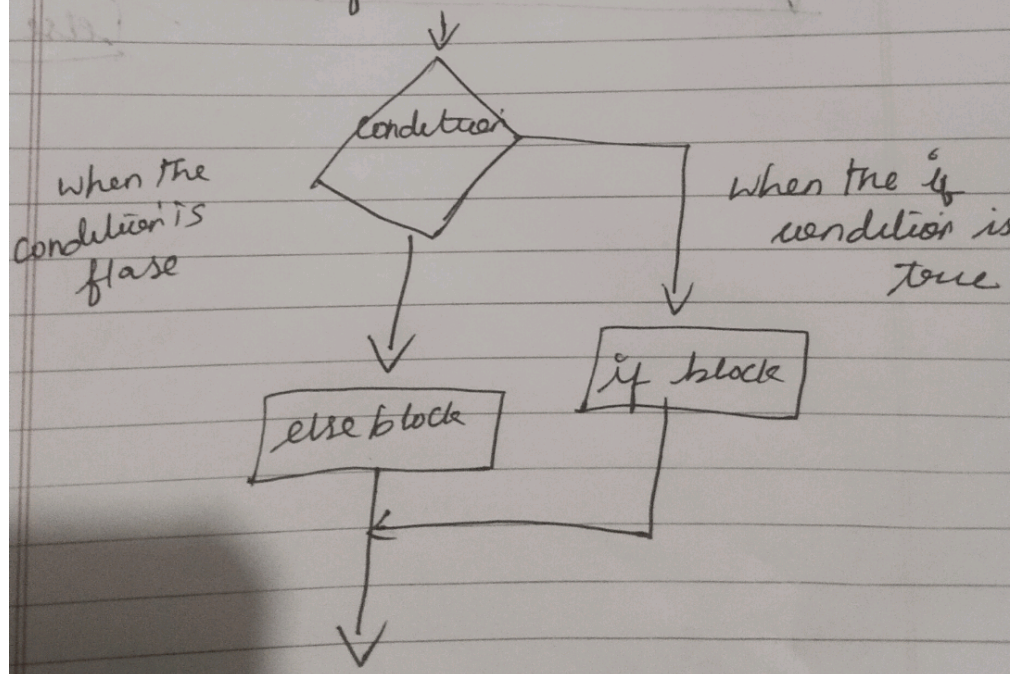 condition
when the
condition is
flase
when the if
condition is
true
if block
else block